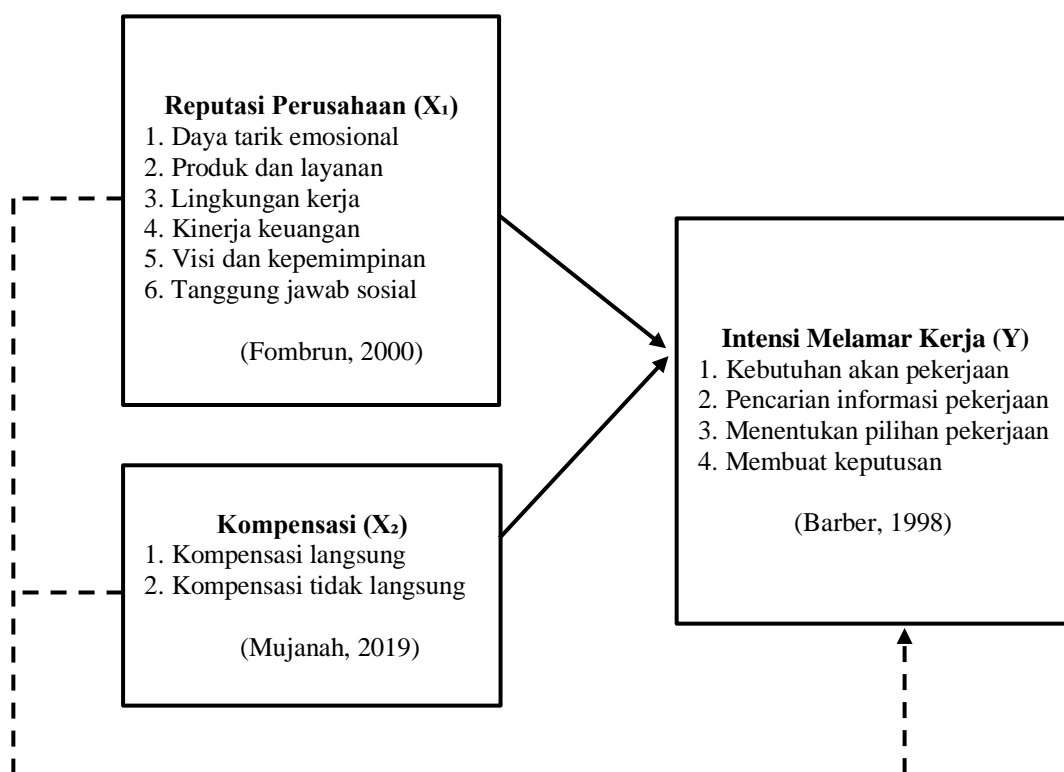 Reputasi Perusahaan (X₁)
1. Daya tarik emosional
2. Produk dan layanan
3. Lingkungan kerja
4. Kinerja keuangan
5. Visi dan kepemimpinan
6. Tanggung jawab sosial
(Fombrun, 2000)
Kompensasi (X₂)
1. Kompensasi langsung
2. Kompensasi tidak langsung
(Mujanah, 2019)
Intensi Melamar Kerja (Y)
1. Kebutuhan akan pekerjaan
2. Pencarian informasi pekerjaan
3. Menentukan pilihan pekerjaan
4. Membuat keputusan
(Barber, 1998)